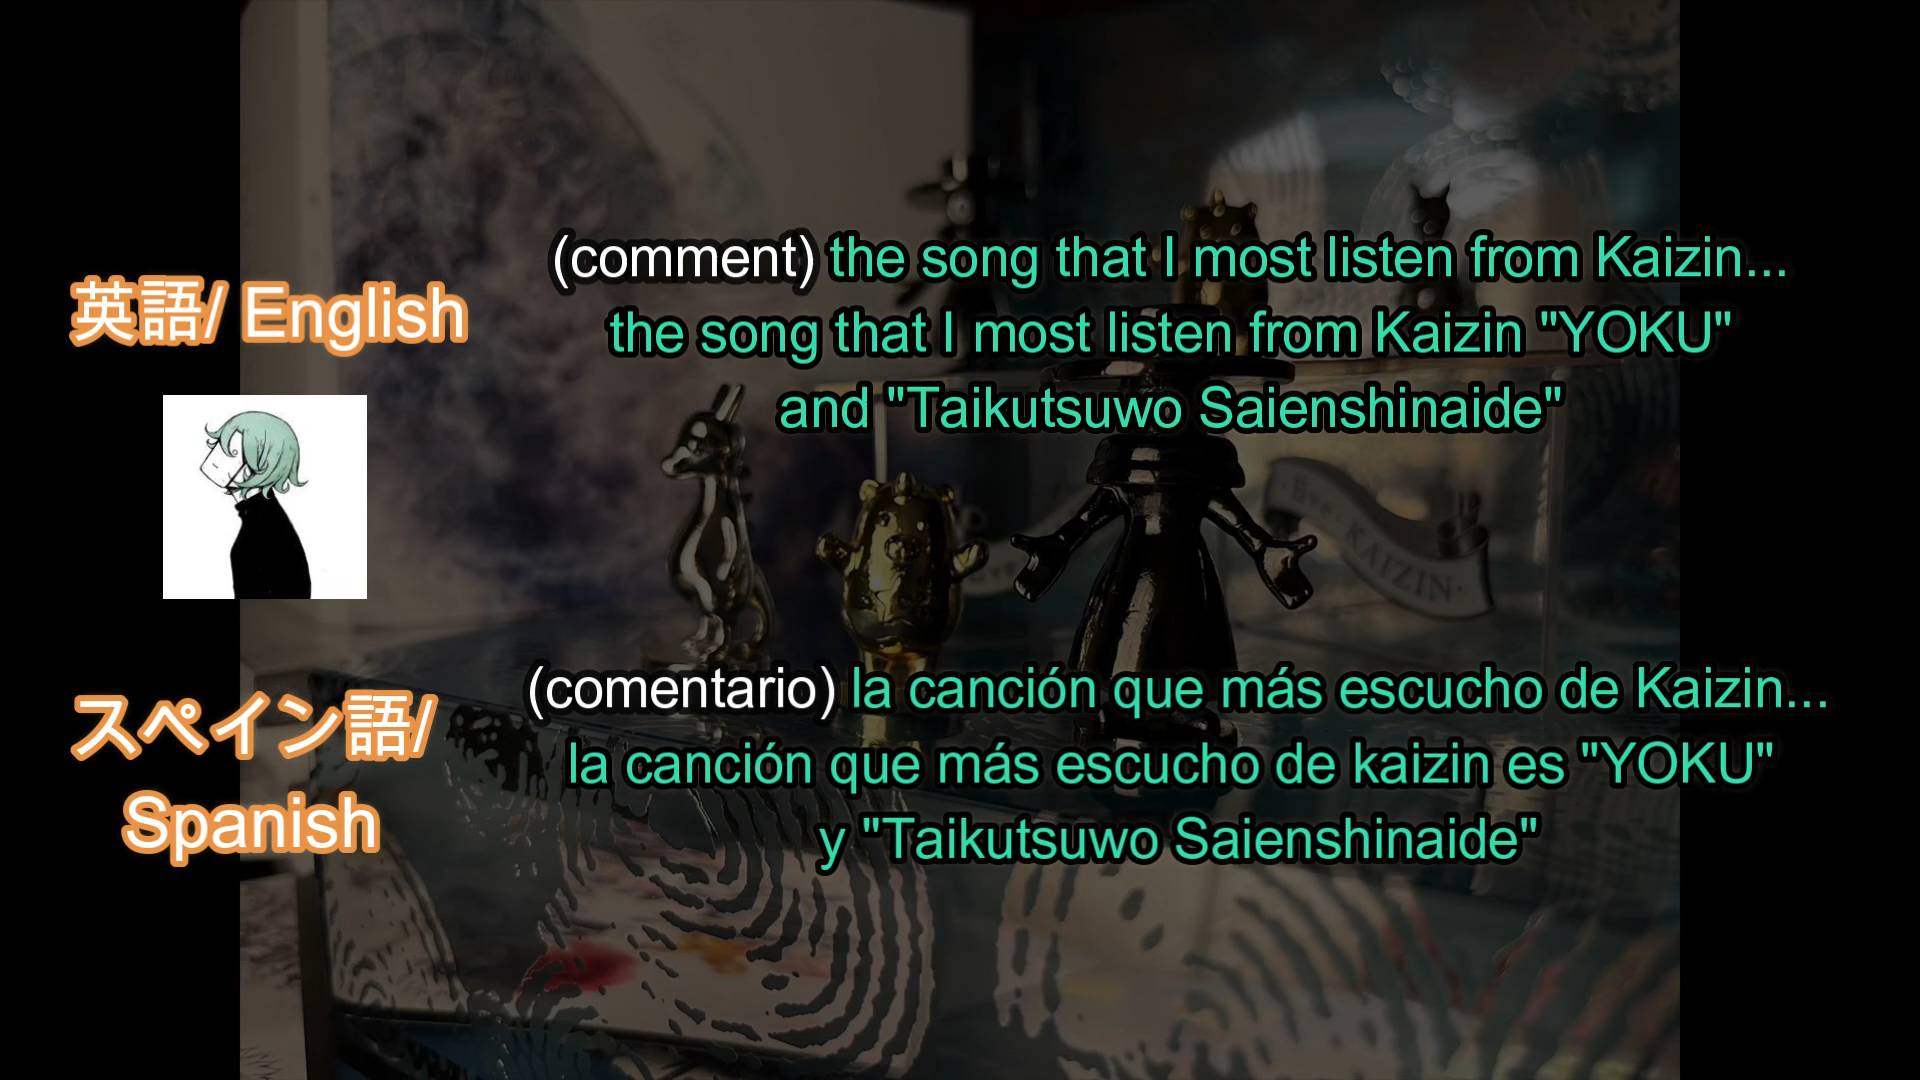 英語/ English
(comment) the song that I most listen from Kaizin...
the song that I most listen from Kaizin "YOKU"
and "Taikutsuwo Saienshinaide"
KAIZIN
スペイン語/
Spanish
(comentario) la canción que más escucho de Kaizin...
la canción que más escucho de kaizin es "YOKU"
y "Taikutsuwo Saienshinaide"